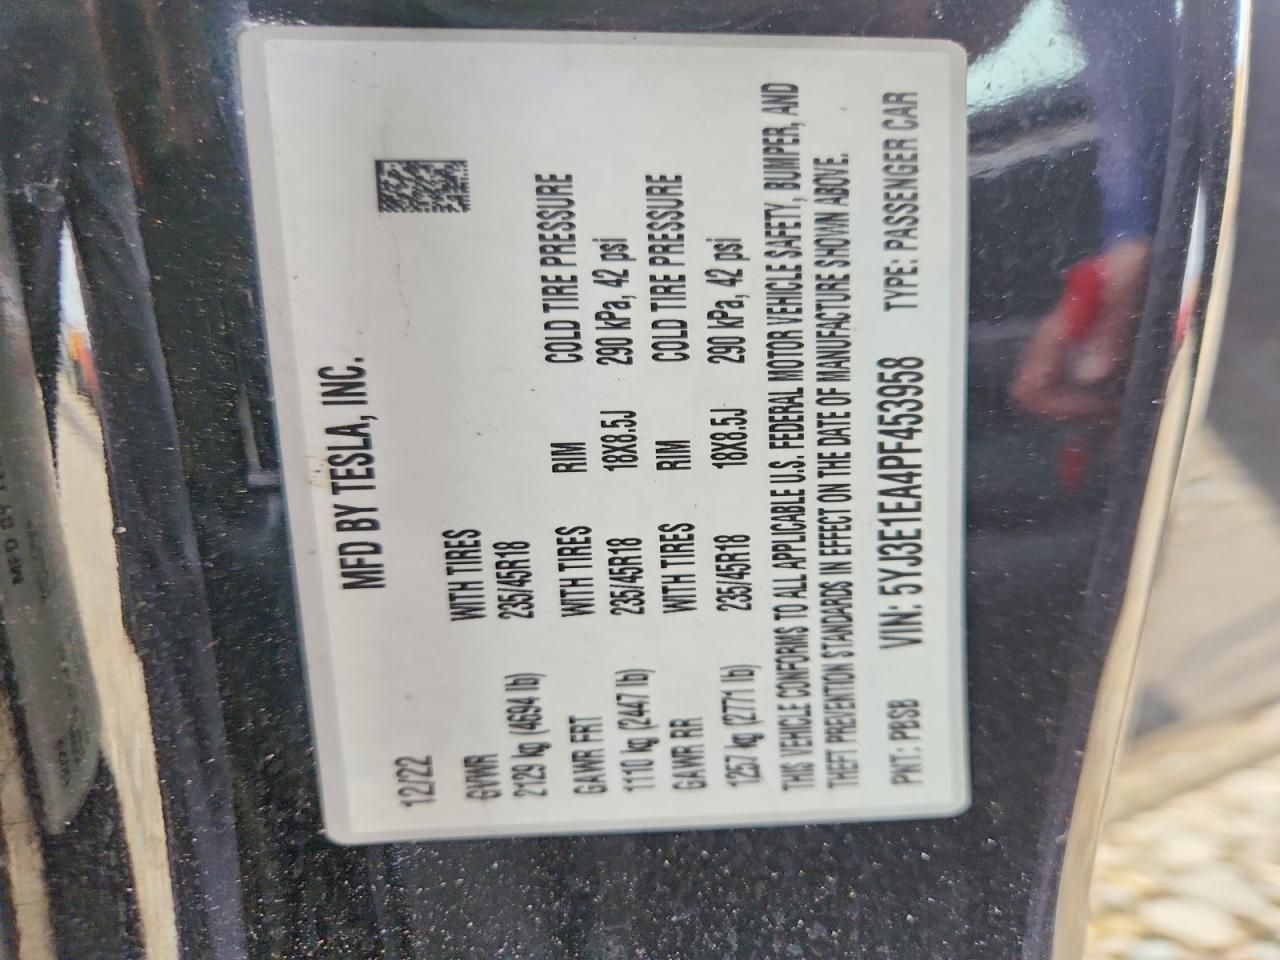 MFD BY TESLA, INC.
12/22
GVWR WITH TIRES
2129 kg (4694 lb) 235/45R18
GAWR FRT WITH TIRES RIM COLD TIRE PRESSURE
1110 kg (2447 lb) 235/45R18 18X8.5J 290 kPa, 42 psi
GAWR RR WITH TIRES RIM COLD TIRE PRESSURE
1257 kg (2771 lb) 235/45R18 18X8.5J 290 kPa, 42 psi
THIS VEHICLE CONFORMS TO ALL APPLICABLE U.S. FEDERAL MOTOR VEHICLE SAFETY, BUMPER, AND
THEFT PREVENTION STANDARDS IN EFFECT ON THE DATE OF MANUFACTURE SHOWN ABOVE.
PNT: PBSB VIN: 5YJ3E1EA4PF453958 TYPE: PASSENGER CAR